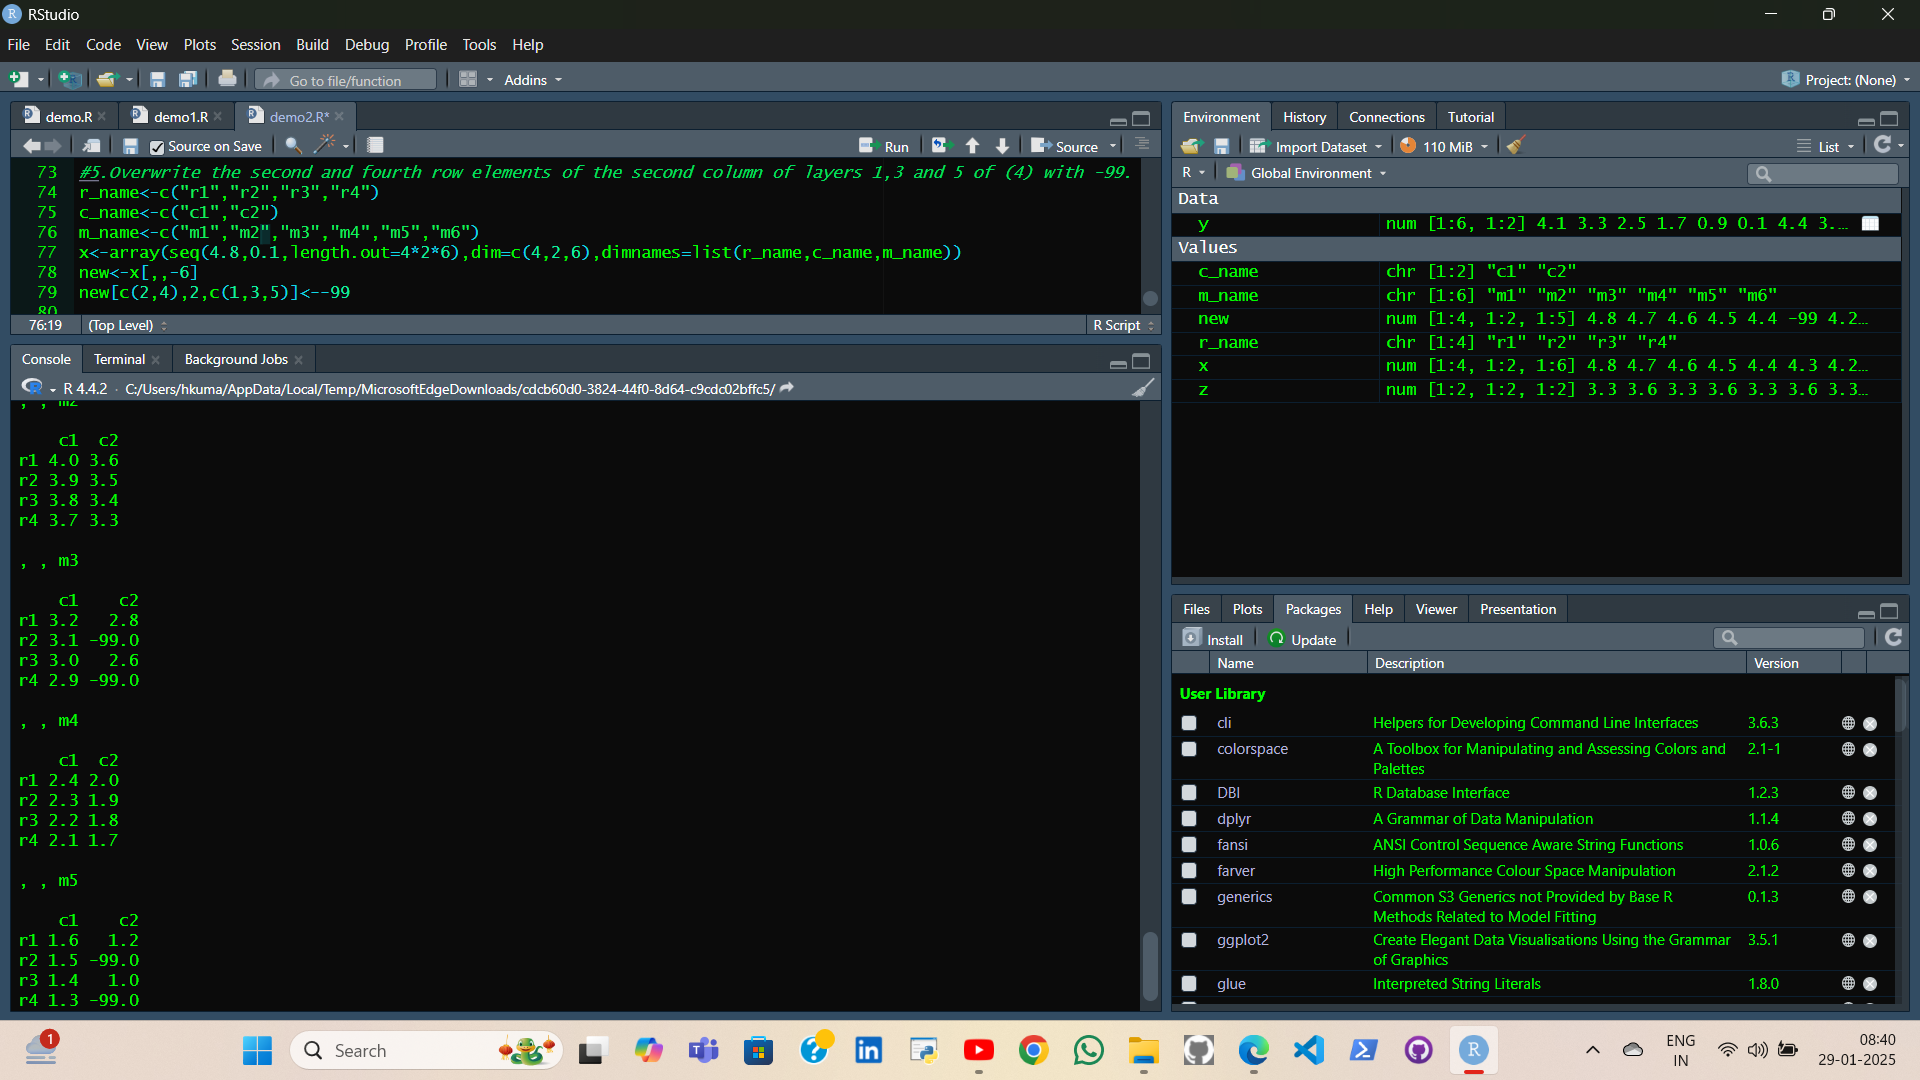 RStudio
File Edit Code View Plots Session Build Debug Profile Tools Help
Go to file/function Addins Project: (None)
demo.R demo1.R demo2.R*
Source on Save Run Source
73 #5.Overwrite the second and fourth row elements of the second column of layers 1,3 and 5 of (4) with -99.
74 r_name<-c("r1","r2","r3","r4")
75 c_name<-c("c1","c2")
76 m_name<-c("m1","m2","m3","m4","m5","m6")
77 x<-array(seq(4.8,0.1,length.out=4*2*6),dim=c(4,2,6),dimnames=list(r_name,c_name,m_name))
78 new<-x[,,-6]
79 new[c(2,4),2,c(1,3,5)]<--99
80
76:19 (Top Level) R Script
Console Terminal Background Jobs
R 4.4.2 · C:/Users/hkuma/AppData/Local/Temp/MicrosoftEdgeDownloads/cdcb60d0-3824-44f0-8d64-c9cdc02bffc5/
, , m2
c1 c2
r1 4.0 3.6
r2 3.9 3.5
r3 3.8 3.4
r4 3.7 3.3
, , m3
c1 c2
r1 3.2 2.8
r2 3.1 -99.0
r3 3.0 2.6
r4 2.9 -99.0
, , m4
c1 c2
r1 2.4 2.0
r2 2.3 1.9
r3 2.2 1.8
r4 2.1 1.7
, , m5
c1 c2
r1 1.6 1.2
r2 1.5 -99.0
r3 1.4 1.0
r4 1.3 -99.0
Environment History Connections Tutorial
Import Dataset 110 MiB List
R Global Environment
Data
y num [1:6, 1:2] 4.1 3.3 2.5 1.7 0.9 0.1 4.4 3...
Values
c_name chr [1:2] "c1" "c2"
m_name chr [1:6] "m1" "m2" "m3" "m4" "m5" "m6"
new num [1:4, 1:2, 1:5] 4.8 4.7 4.6 4.5 4.4 -99 4.2...
r_name chr [1:4] "r1" "r2" "r3" "r4"
x num [1:4, 1:2, 1:6] 4.8 4.7 4.6 4.5 4.4 4.3 4.2...
z num [1:2, 1:2, 1:2] 3.3 3.6 3.3 3.6 3.3 3.6 3.3...
Files Plots Packages Help Viewer Presentation
Install Update
Name Description Version
User Library
cli Helpers for Developing Command Line Interfaces 3.6.3
colorspace A Toolbox for Manipulating and Assessing Colors and 2.1-1
Palettes
DBI R Database Interface 1.2.3
dplyr A Grammar of Data Manipulation 1.1.4
fansi ANSI Control Sequence Aware String Functions 1.0.6
farver High Performance Colour Space Manipulation 2.1.2
generics Common S3 Generics not Provided by Base R 0.1.3
Methods Related to Model Fitting
ggplot2 Create Elegant Data Visualisations Using the Grammar 3.5.1
of Graphics
glue Interpreted String Literals 1.8.0
1 Search ENG 08:40
IN 29-01-2025